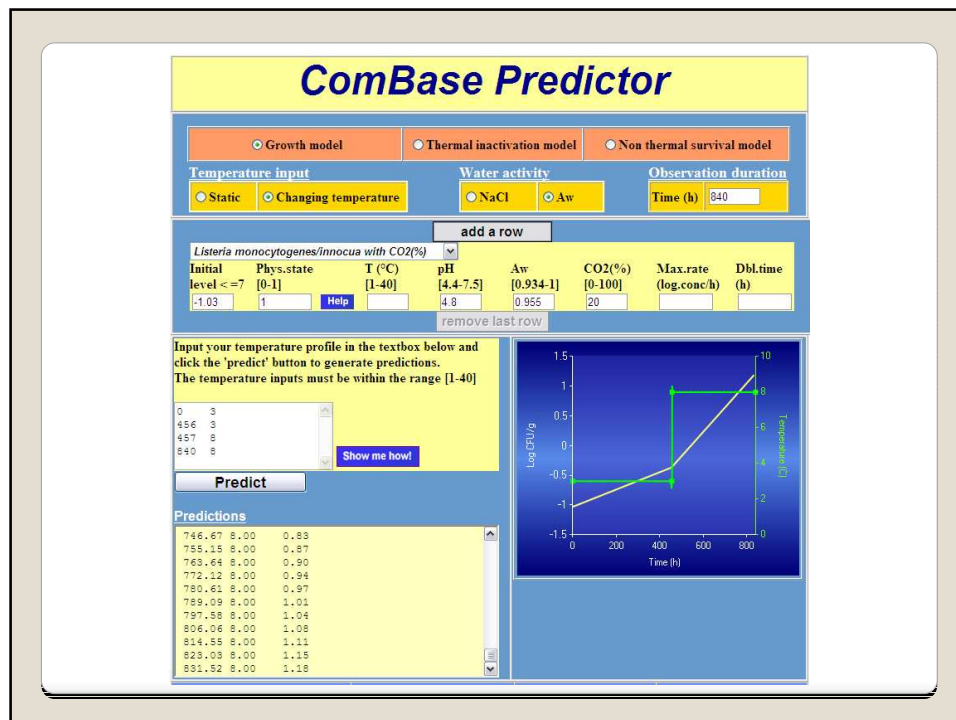 ComBase Predictor
Growth model Thermal inactivation model Non thermal survival model
Temperature input Water activity Observation duration
Static Changing temperature NaCl Aw Time (h) 840
add a row
Listeria monocytogenes/innocua with CO2(%)
Initial Phys.state T (°C) pH Aw CO2(%) Max.rate Dbl.time
level < =7 [0-1] [1-40] [4.4-7.5] [0.934-1] [0-100] (log.conc/h) (h)
-1.03 1 Help 4.8 0.955 20
remove last row
Input your temperature profile in the textbox below and
click the 'predict' button to generate predictions.
The temperature inputs must be within the range [1-40]
0 3
456 3
457 8
840 8
Show me how!
Predict
Predictions
746.67 8.00 0.83
755.15 8.00 0.87
763.64 8.00 0.90
772.12 8.00 0.94
780.61 8.00 0.97
789.09 8.00 1.01
797.58 8.00 1.04
806.06 8.00 1.08
814.55 8.00 1.11
823.03 8.00 1.15
831.52 8.00 1.18
1.5 10
1 8
0.5 6
0
-0.5 4
-1 2
-1.5 0
Log CFU/g
Temperature (C)
0 200 400 600 800
Time (h)